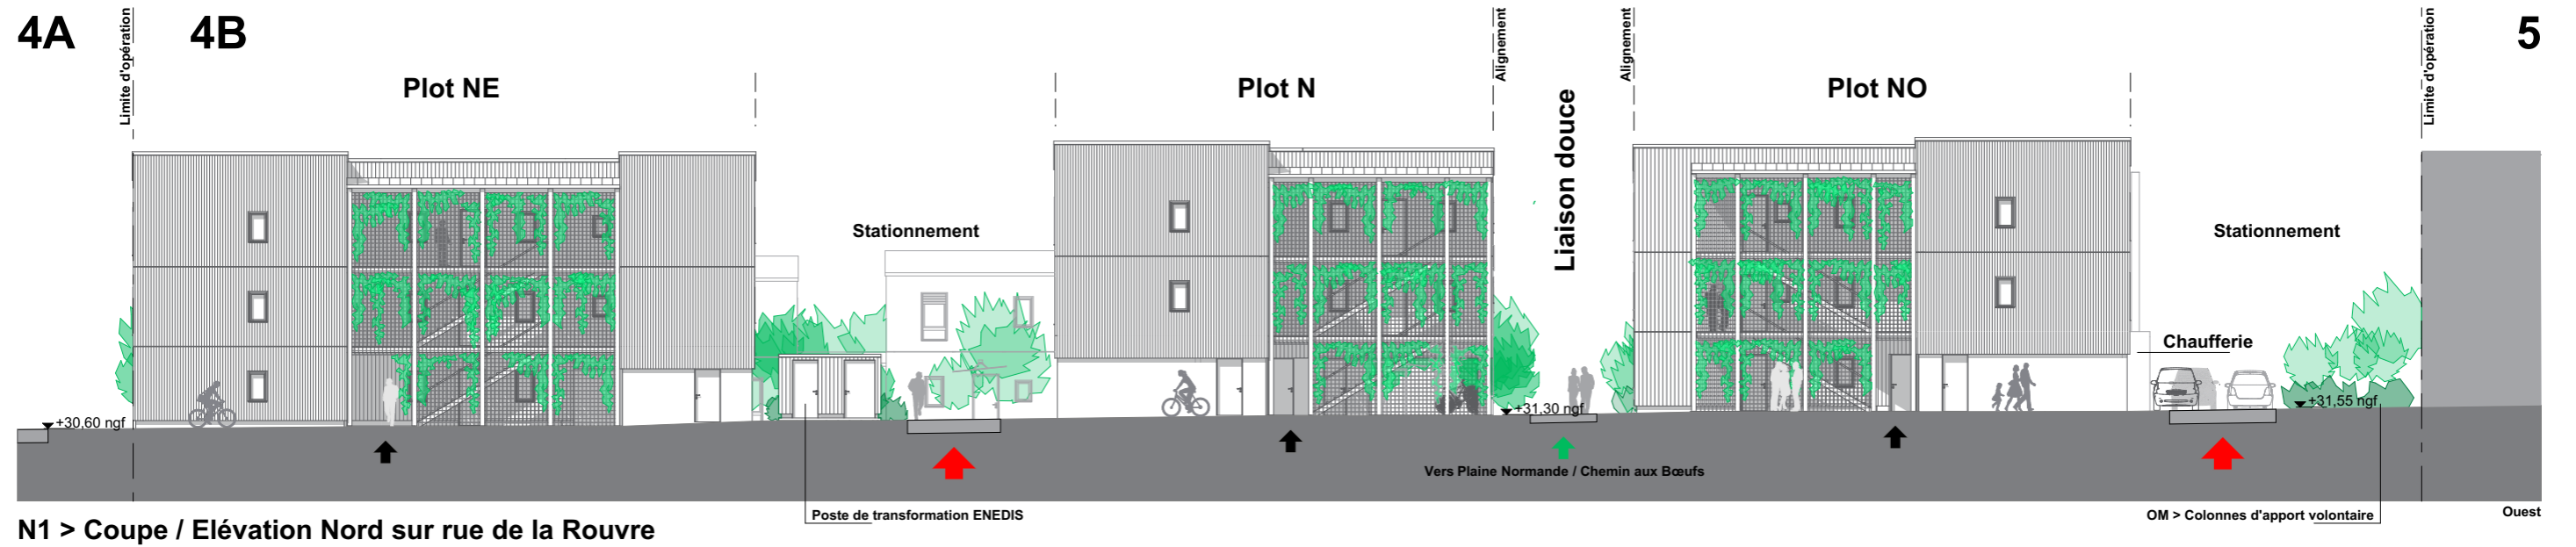 4A
4B
5
Limite d'opération
Plot NE
Plot N
Alignement
Liaison douce
Alignement
Plot NO
Limite d'opération
Stationnement
Stationnement
Chaufferie
+30,60 ngf
+31,30 ngf
+31,55 ngf
Vers Plaine Normande / Chemin aux Bœufs
Poste de transformation ENEDIS
OM > Colonnes d'apport volontaire
Ouest
N1 > Coupe / Elévation Nord sur rue de la Rouvre